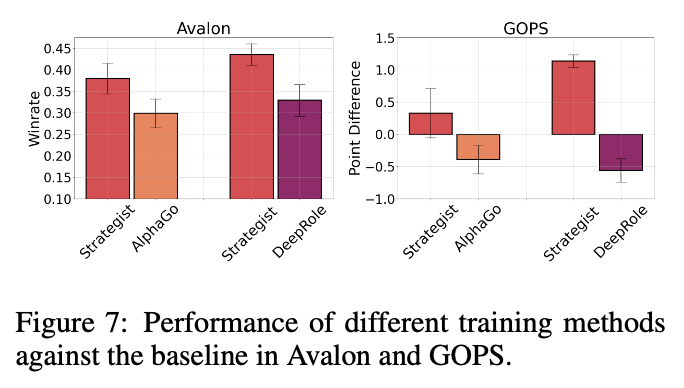 Avalon
Winrate
0.45
0.40
0.35
0.30
0.25
0.20
0.15
0.10
Strategist
AlphaGo
Strategist
DeepRole
GOPS
Point Difference
1.5
1.0
0.5
0.0
−0.5
−1.0
Strategist
AlphaGo
Strategist
DeepRole
Figure 7: Performance of different training methods
against the baseline in Avalon and GOPS.